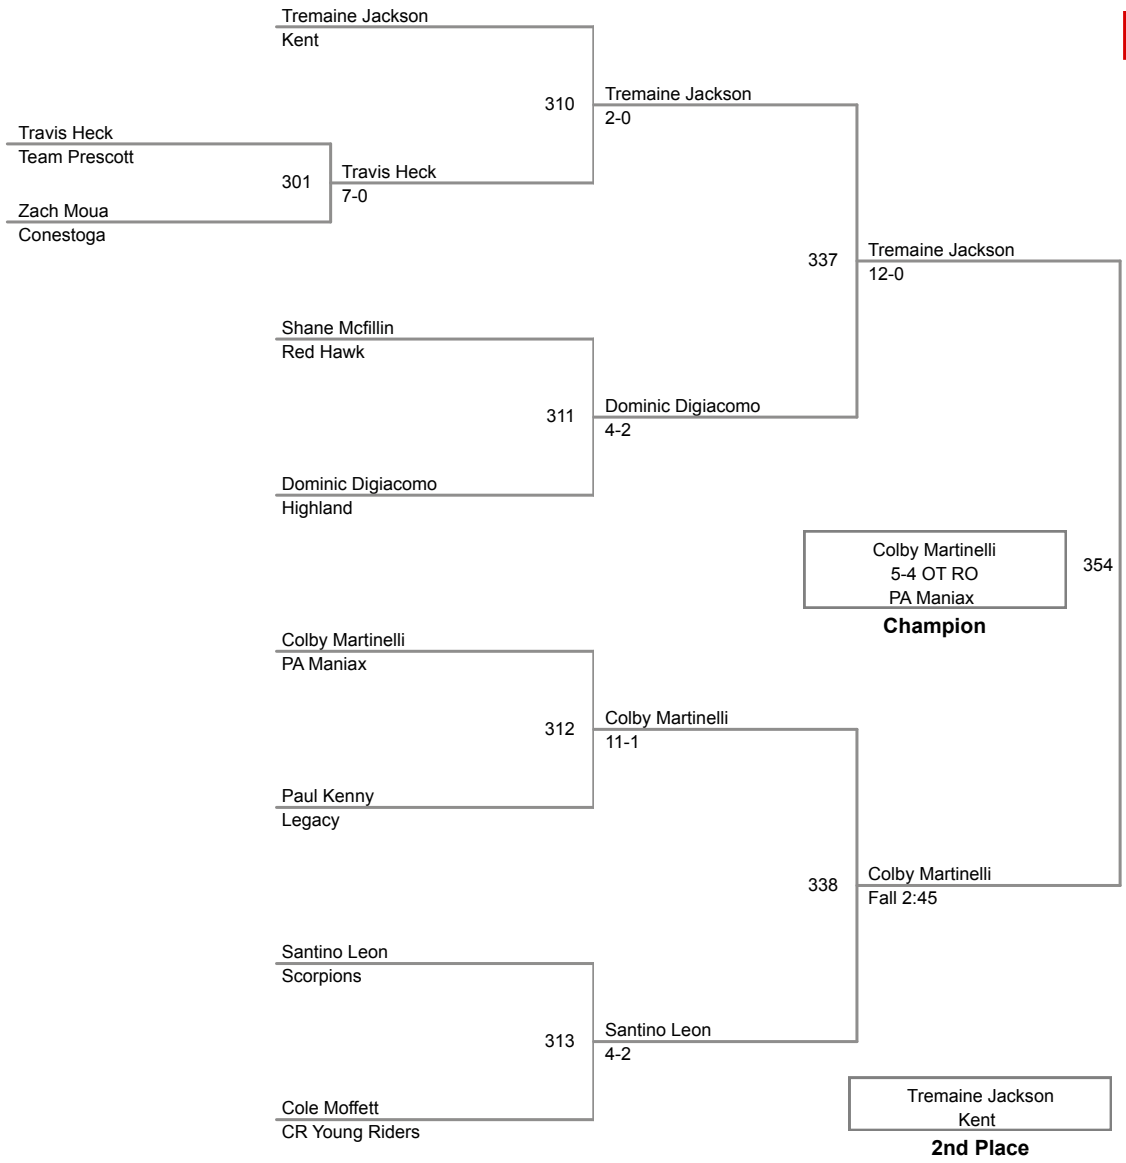 Tremaine Jackson
Kent
310
Tremaine Jackson
2-0
Travis Heck
Team Prescott
301
Travis Heck
7-0
Zach Moua
Conestoga
337
Tremaine Jackson
12-0
Shane Mcfillin
Red Hawk
311
Dominic Digiacomo
4-2
Dominic Digiacomo
Highland
Colby Martinelli
5-4 OT RO
PA Maniax
Champion
354
Colby Martinelli
PA Maniax
312
Colby Martinelli
11-1
Paul Kenny
Legacy
338
Colby Martinelli
Fall 2:45
Santino Leon
Scorpions
313
Santino Leon
4-2
Cole Moffett
CR Young Riders
Tremaine Jackson
Kent
2nd Place